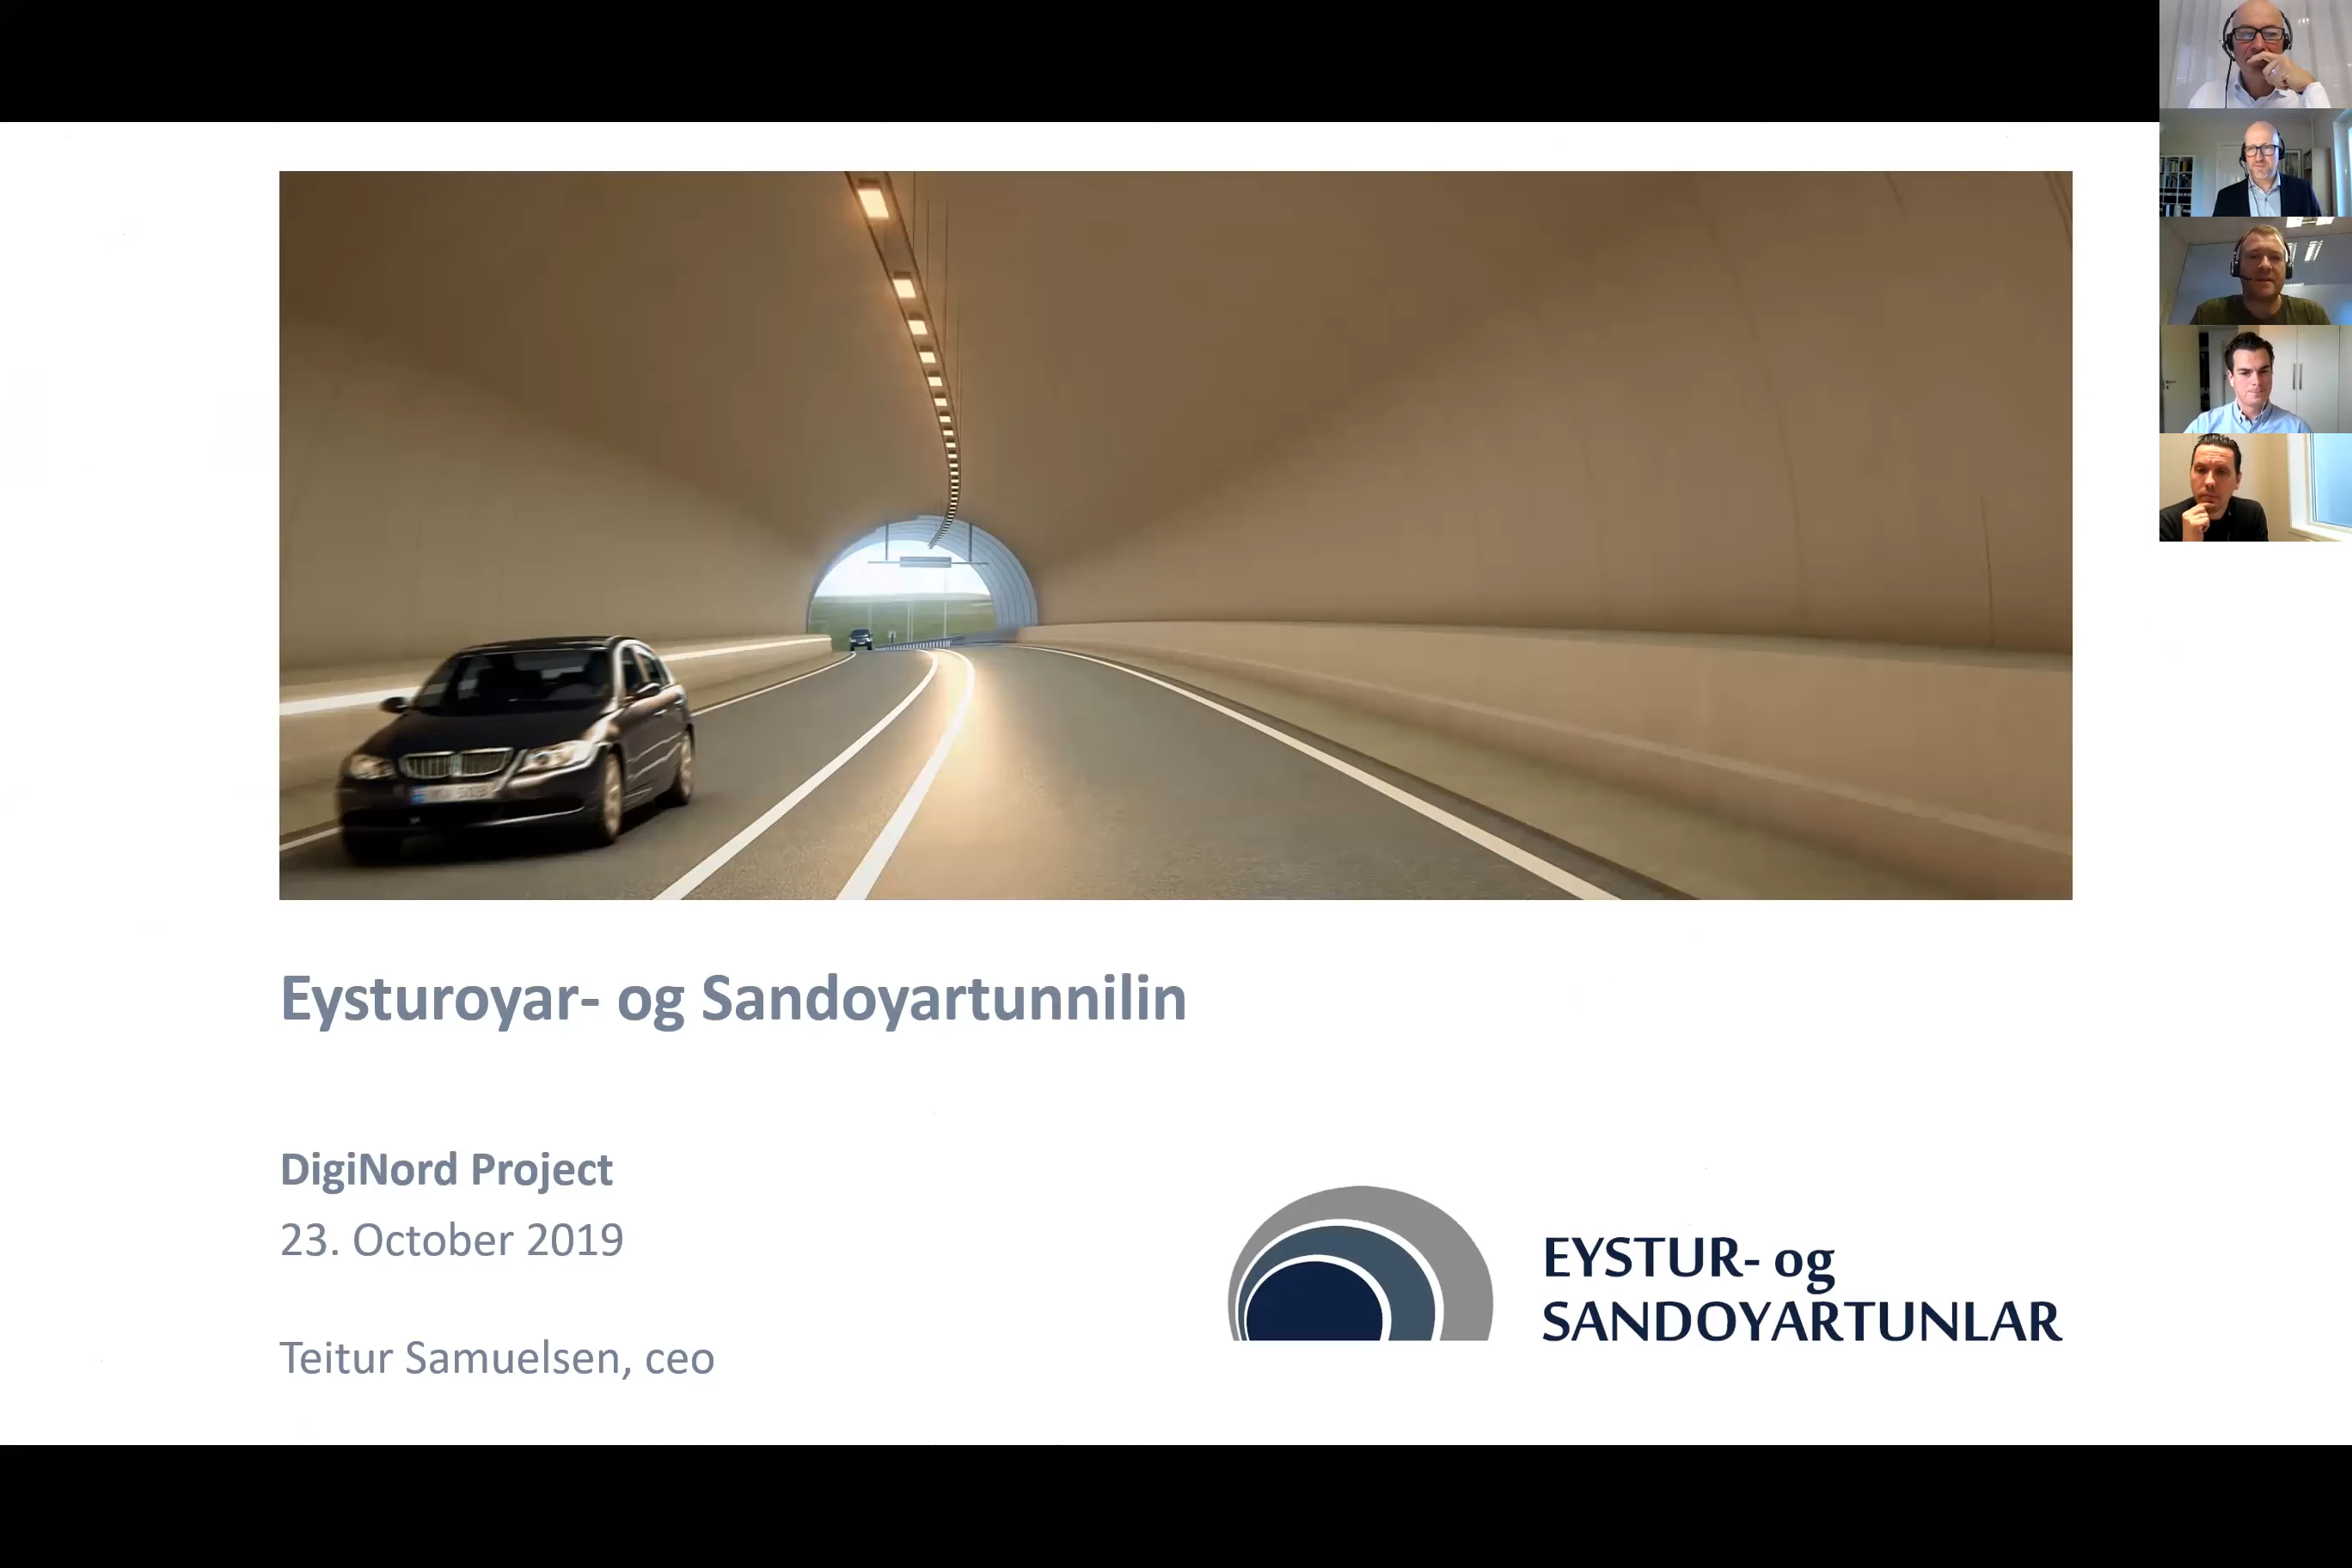 Eysturoyar- og Sandoyartunnilin
DigiNord Project
23. October 2019
Teitur Samuelsen, ceo
EYSTUR- og
SANDOYARTUNLAR